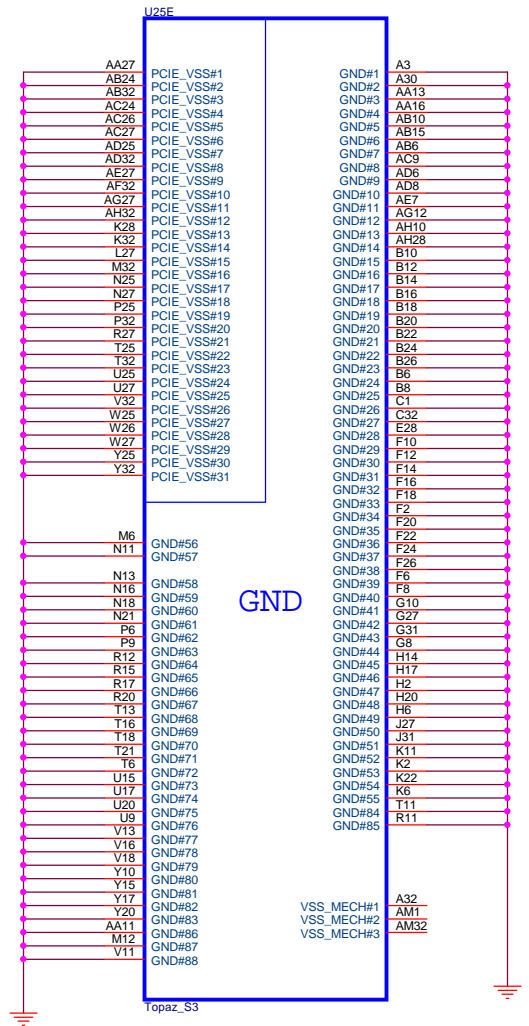 U25E
AA27 PCIE_VSS#1
AB24 PCIE_VSS#2
AB32 PCIE_VSS#3
AC24 PCIE_VSS#4
AC26 PCIE_VSS#5
AC27 PCIE_VSS#6
AD25 PCIE_VSS#7
AD32 PCIE_VSS#8
AE27 PCIE_VSS#9
AF32 PCIE_VSS#10
AG27 PCIE_VSS#11
AH32 PCIE_VSS#12
K28 PCIE_VSS#13
K32 PCIE_VSS#14
L27 PCIE_VSS#15
M32 PCIE_VSS#16
N25 PCIE_VSS#17
N27 PCIE_VSS#18
P25 PCIE_VSS#19
P32 PCIE_VSS#20
R27 PCIE_VSS#21
T25 PCIE_VSS#22
T32 PCIE_VSS#23
U25 PCIE_VSS#24
U27 PCIE_VSS#25
V32 PCIE_VSS#26
W25 PCIE_VSS#27
W26 PCIE_VSS#28
W27 PCIE_VSS#29
Y25 PCIE_VSS#30
Y32 PCIE_VSS#31
M6 GND#56
N11 GND#57
N13 GND#58
N16 GND#59
N18 GND#60
N21 GND#61
P6 GND#62
P9 GND#63
R12 GND#64
R15 GND#65
R17 GND#66
R20 GND#67
T13 GND#68
T16 GND#69
T18 GND#70
T21 GND#71
T6 GND#72
U15 GND#73
U17 GND#74
U20 GND#75
U9 GND#76
V13 GND#77
V16 GND#78
V18 GND#79
Y10 GND#80
Y15 GND#81
Y17 GND#82
Y20 GND#83
AA11 GND#86
M12 GND#87
V11 GND#88
GND
GND#1 A3
GND#2 A30
GND#3 AA13
GND#4 AA16
GND#5 AB10
GND#6 AB15
GND#7 AB6
GND#8 AC9
GND#9 AD6
GND#10 AD8
GND#11 AE7
GND#12 AG12
GND#13 AH10
GND#14 AH28
GND#15 B10
GND#16 B12
GND#17 B14
GND#18 B16
GND#19 B18
GND#20 B20
GND#21 B22
GND#22 B24
GND#23 B26
GND#24 B6
GND#25 B8
GND#26 C1
GND#27 C32
GND#28 E28
GND#29 F10
GND#30 F12
GND#31 F14
GND#32 F16
GND#33 F18
GND#34 F2
GND#35 F20
GND#36 F22
GND#37 F24
GND#38 F26
GND#39 F6
GND#40 F8
GND#41 G10
GND#42 G27
GND#43 G31
GND#44 G8
GND#45 H14
GND#46 H17
GND#47 H2
GND#48 H20
GND#49 H6
GND#50 J27
GND#51 J31
GND#52 K11
GND#53 K2
GND#54 K22
GND#55 K6
GND#84 T11
GND#85 R11
VSS_MECH#1 A32
VSS_MECH#2 AM1
VSS_MECH#3 AM32
Topaz_S3